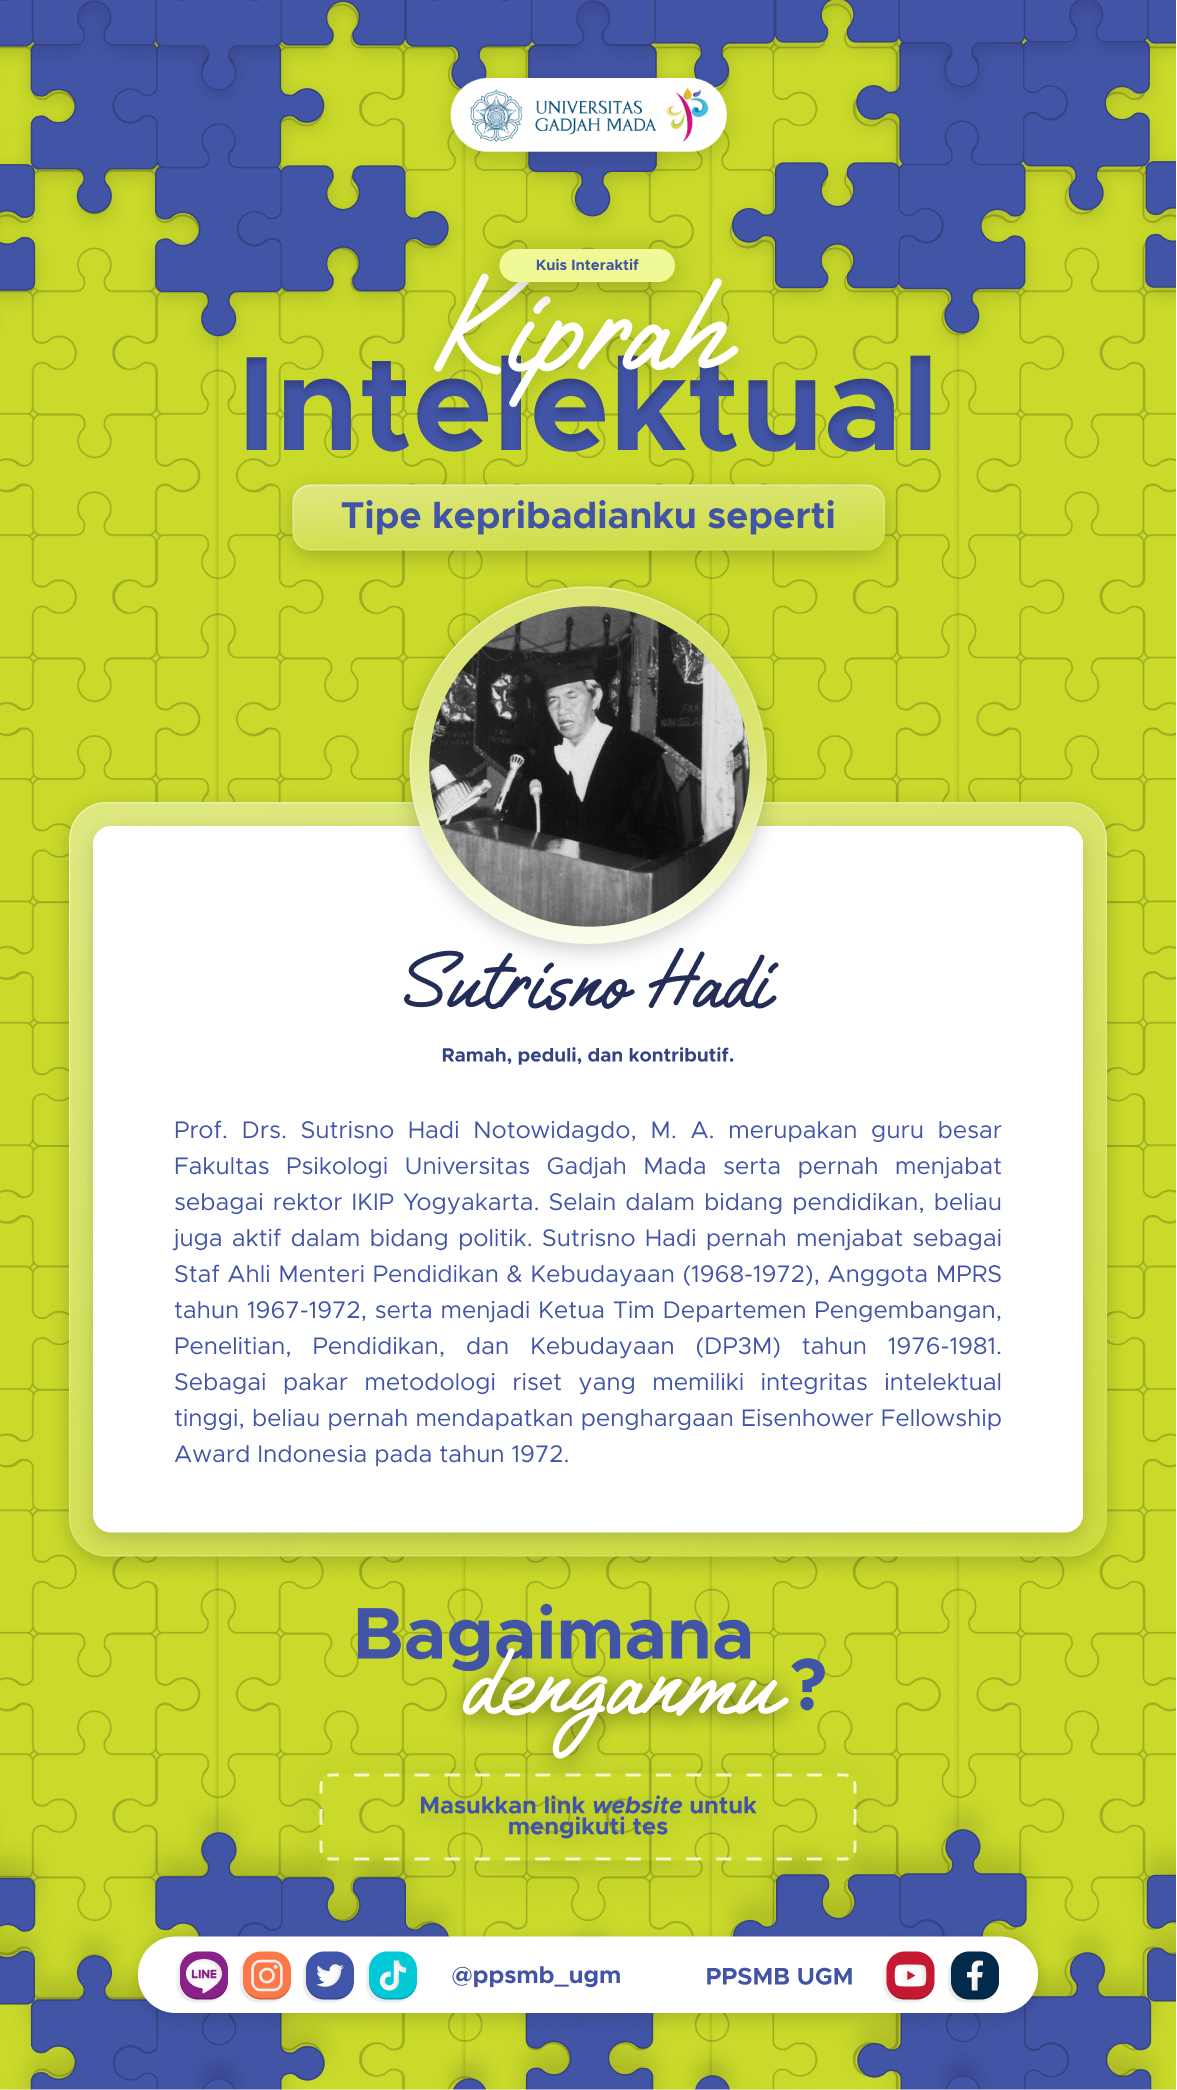 UNIVERSITAS
GADJAH MADA
Kuis Interaktif
Kiprah
Intelektual
Tipe kepribadianku seperti
Sutrisno Hadi
Ramah, peduli, dan kontributif.
Prof. Drs. Sutrisno Hadi Notowidagdo, M. A. merupakan guru besar
Fakultas Psikologi Universitas Gadjah Mada serta pernah menjabat
sebagai rektor IKIP Yogyakarta. Selain dalam bidang pendidikan, beliau
juga aktif dalam bidang politik. Sutrisno Hadi pernah menjabat sebagai
Staf Ahli Menteri Pendidikan & Kebudayaan (1968-1972), Anggota MPRS
tahun 1967-1972, serta menjadi Ketua Tim Departemen Pengembangan,
Penelitian, Pendidikan, dan Kebudayaan (DP3M) tahun 1976-1981.
Sebagai pakar metodologi riset yang memiliki integritas intelektual
tinggi, beliau pernah mendapatkan penghargaan Eisenhower Fellowship
Award Indonesia pada tahun 1972.
Bagaimana
denganmu?
Masukkan link website untuk
mengikuti tes
LINE
@ppsmb_ugm
PPSMB UGM